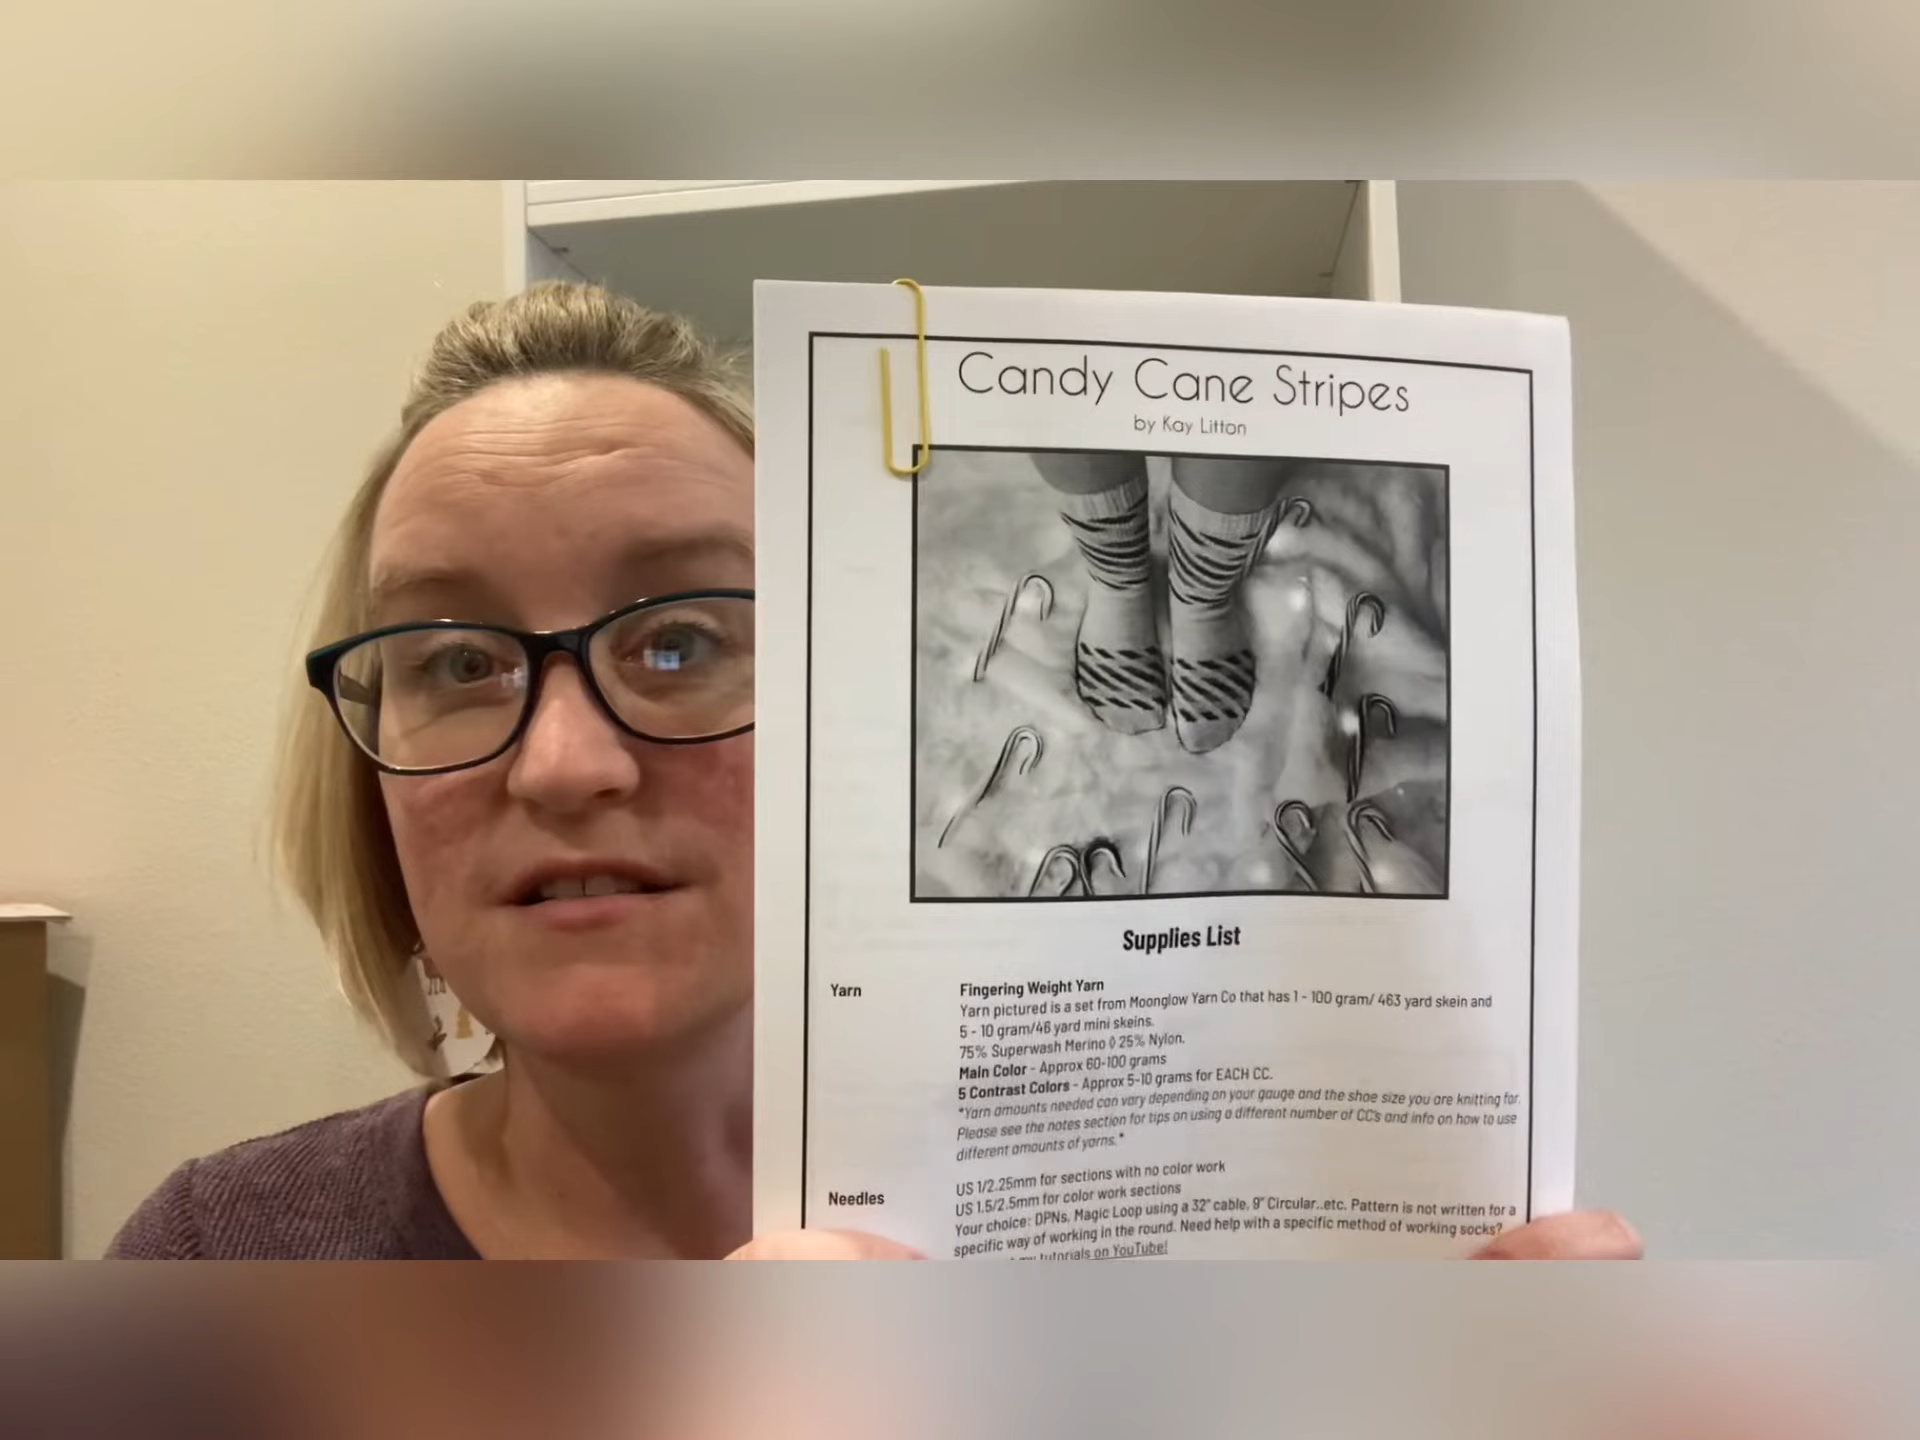 Candy Cane Stripes
by Kay Litton
Supplies List
Yarn
Fingering Weight Yarn
Yarn pictured is a set from Moonglow Yarn Co that has 1 - 100 gram/ 463 yard skein and
5 - 10 gram/46 yard mini skeins.
75% Superwash Merino ◊ 25% Nylon.
Main Color - Approx 60-100 grams
5 Contrast Colors - Approx 5-10 grams for EACH CC.
*Yarn amounts needed can vary depending on your gauge and the shoe size you are knitting for.
Please see the notes section for tips on using a different number of CC's and info on how to use
different amounts of yarns.*
Needles
US 1/2.25mm for sections with no color work
US 1.5/2.5mm for color work sections
Your choice: DPNs, Magic Loop using a 32" cable, 9" Circular..etc. Pattern is not written for a
specific way of working in the round. Need help with a specific method of working socks?
my tutorials on YouTube!